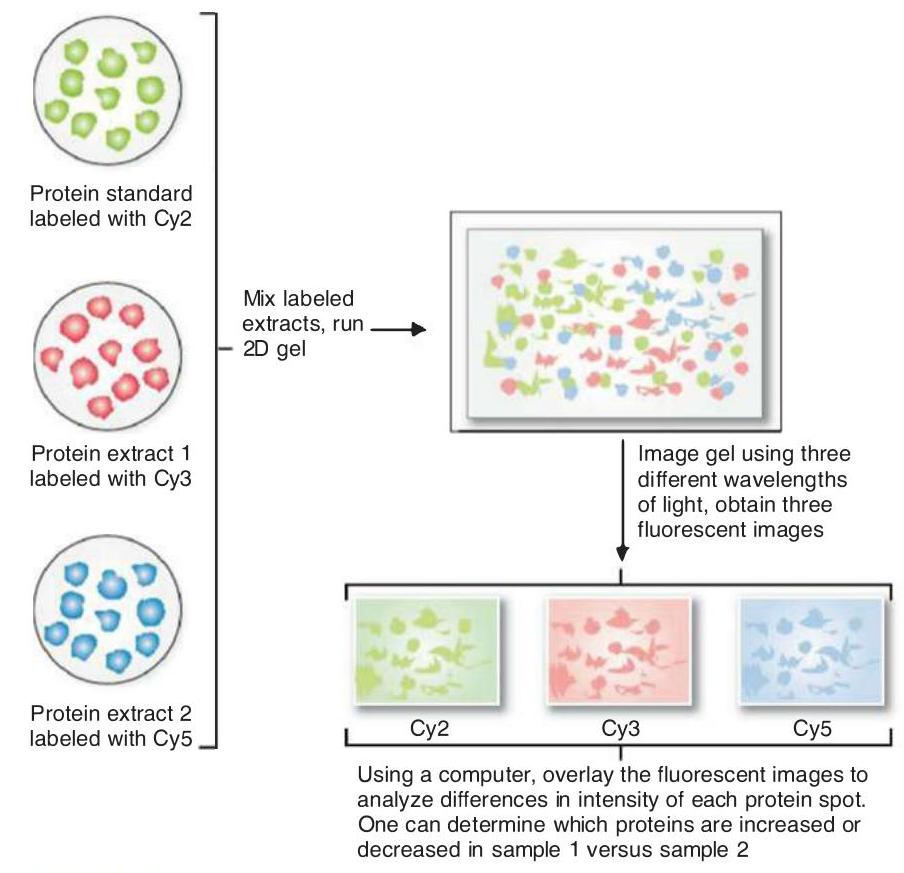 Protein standard
labeled with Cy2
Protein extract 1
labeled with Cy3
Protein extract 2
labeled with Cy5
Mix labeled
extracts, run
2D gel
Image gel using three
different wavelengths
of light, obtain three
fluorescent images
Cy2
Cy3
Cy5
Using a computer, overlay the fluorescent images to
analyze differences in intensity of each protein spot.
One can determine which proteins are increased or
decreased in sample 1 versus sample 2